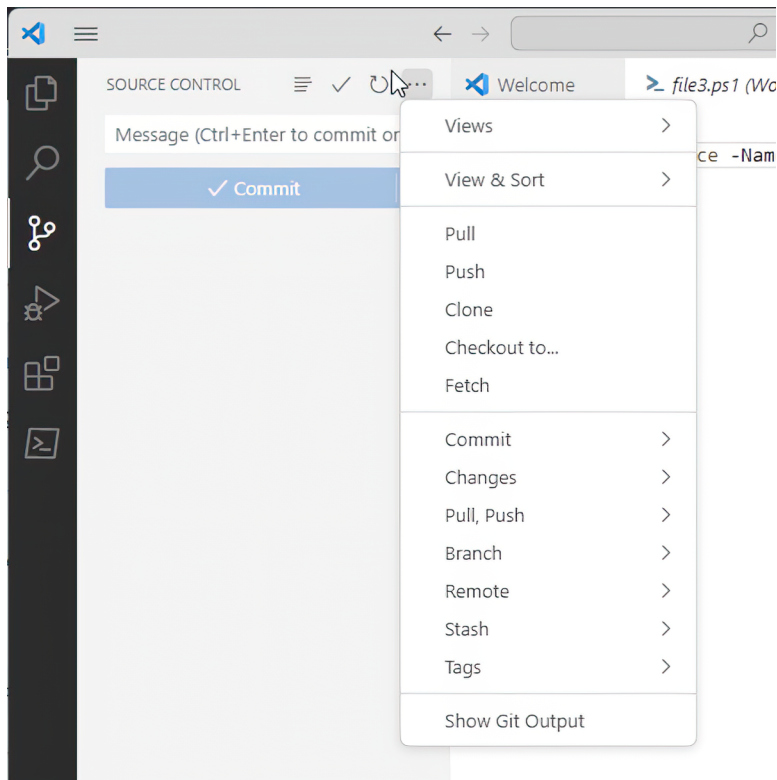 SOURCE CONTROL
Welcome
file3.ps1 (Wo
Message (Ctrl+Enter to commit or
Commit
ce -Nam
Views
View & Sort
Pull
Push
Clone
Checkout to...
Fetch
Commit
Changes
Pull, Push
Branch
Remote
Stash
Tags
Show Git Output